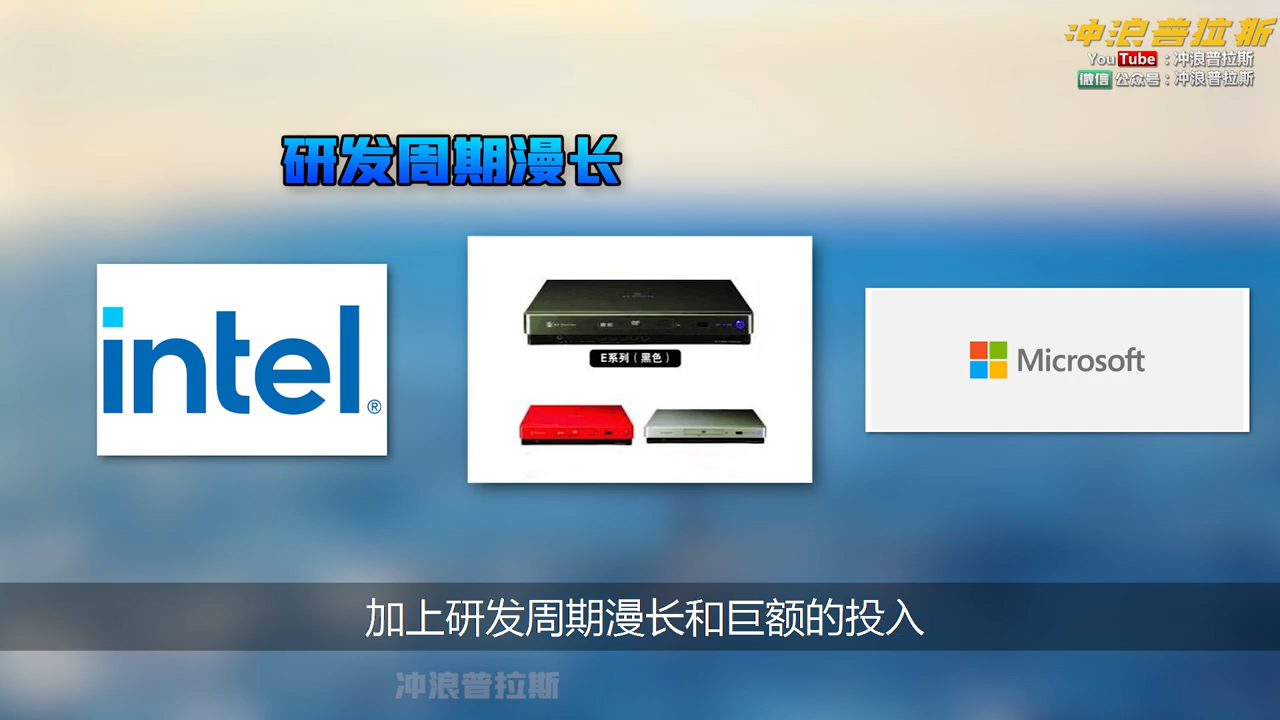 冲浪普拉斯
YouTube：冲浪普拉斯
微信 公众号：冲浪普拉斯
研发周期漫长
intel®
E系列（黑色）
Microsoft
加上研发周期漫长和巨额的投入
冲浪普拉斯